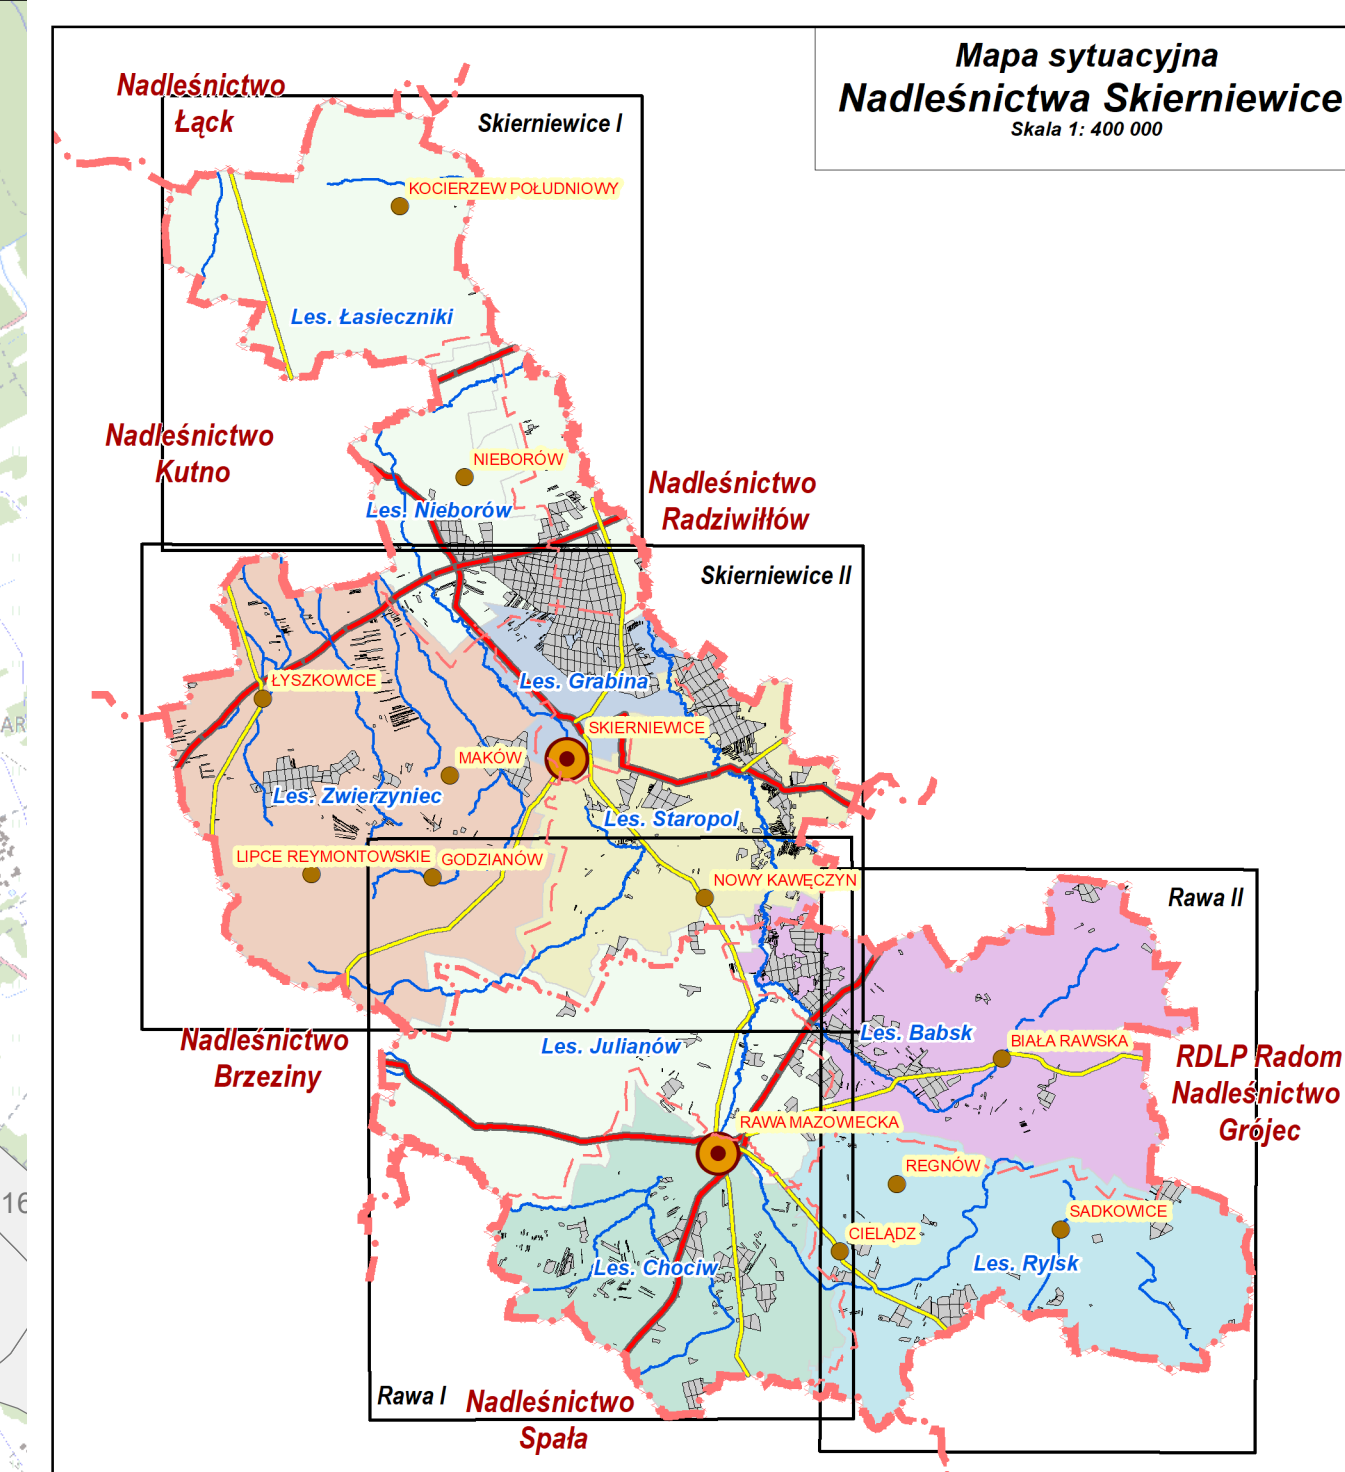 Mapa sytuacyjna
Nadleśnictwa Skierniewice
Skala 1: 400 000
Nadleśnictwo
Łąck
Skierniewice I
KOCIERZEW POŁUDNIOWY
Les. Łasieczniki
Nadleśnictwo
Kutno
NIEBORÓW
Les. Nieborów
Nadleśnictwo
Radziwiłłów
Skierniewice II
ŁYSZKOWICE
Les. Grabina
SKIERNIEWICE
AR
MAKÓW
Les. Zwierzyniec
Les. Staropol
LIPCE REYMONTOWSKIE
GODZIANÓW
NOWY KAWĘCZYN
Rawa II
Nadleśnictwo
Brzeziny
Les. Julianów
Les. Babsk
BIAŁA RAWSKA
RDLP Radom
Nadleśnictwo
Grójec
RAWA MAZOWIECKA
REGNÓW
16
SADKOWICE
CIELĄDZ
Les. Chociw
Les. Rylsk
Rawa I
Nadleśnictwo
Spała